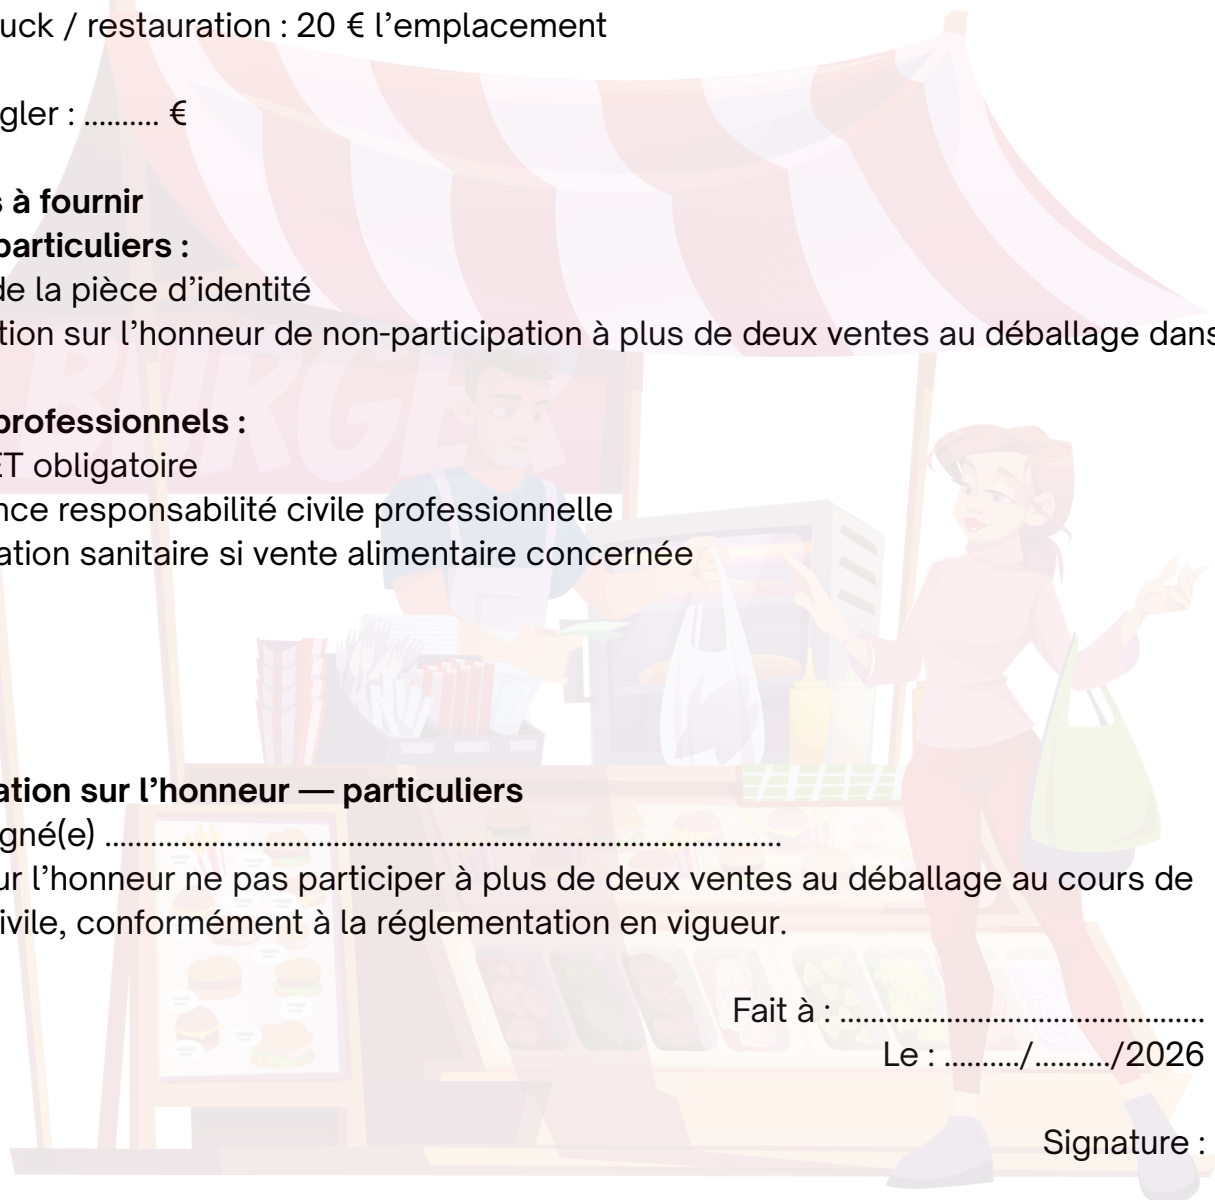 uck / restauration : 20 € l’emplacement
gler : .......... €
s à fournir
particuliers :
de la pièce d’identité
tion sur l’honneur de non-participation à plus de deux ventes au déballage dans
BURGER
professionnels :
ET obligatoire
nce responsabilité civile professionnelle
ation sanitaire si vente alimentaire concernée
ation sur l’honneur — particuliers
gné(e) ..........................................................................................
ur l’honneur ne pas participer à plus de deux ventes au déballage au cours de
ivile, conformément à la réglementation en vigueur.
Fait à : ................................................
Le : ........../........../2026
Signature :